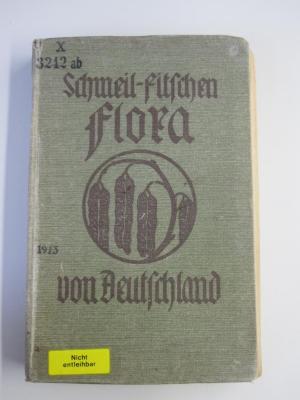 X
3242 ab
Schmeil-Fitschen
Flora
1913
von Deutschland
Nicht
entleihbar